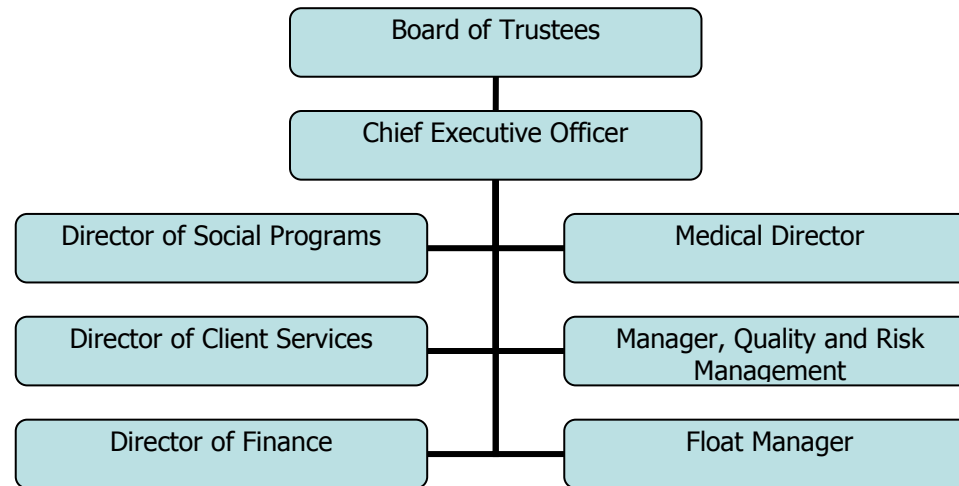 Board of Trustees
Chief Executive Officer
Director of Social Programs
Medical Director
Director of Client Services
Manager, Quality and Risk
Management
Director of Finance
Float Manager